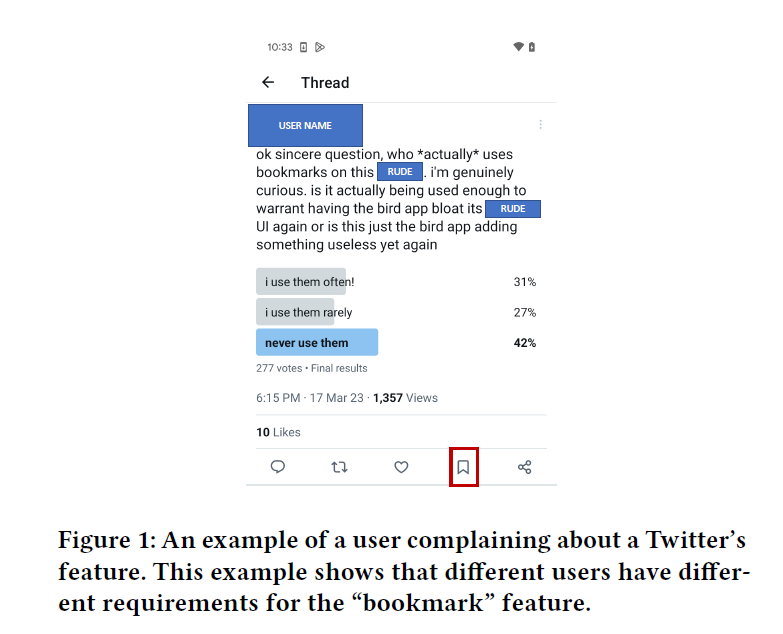 10:33
Thread
USER NAME
ok sincere question, who *actually* uses
bookmarks on this RUDE . i'm genuinely
curious. is it actually being used enough to
warrant having the bird app bloat its RUDE
UI again or is this just the bird app adding
something useless yet again
i use them often! 31%
i use them rarely 27%
never use them 42%
277 votes • Final results
6:15 PM · 17 Mar 23 · 1,357 Views
10 Likes
Figure 1: An example of a user complaining about a Twitter's
feature. This example shows that different users have differ-
ent requirements for the “bookmark” feature.